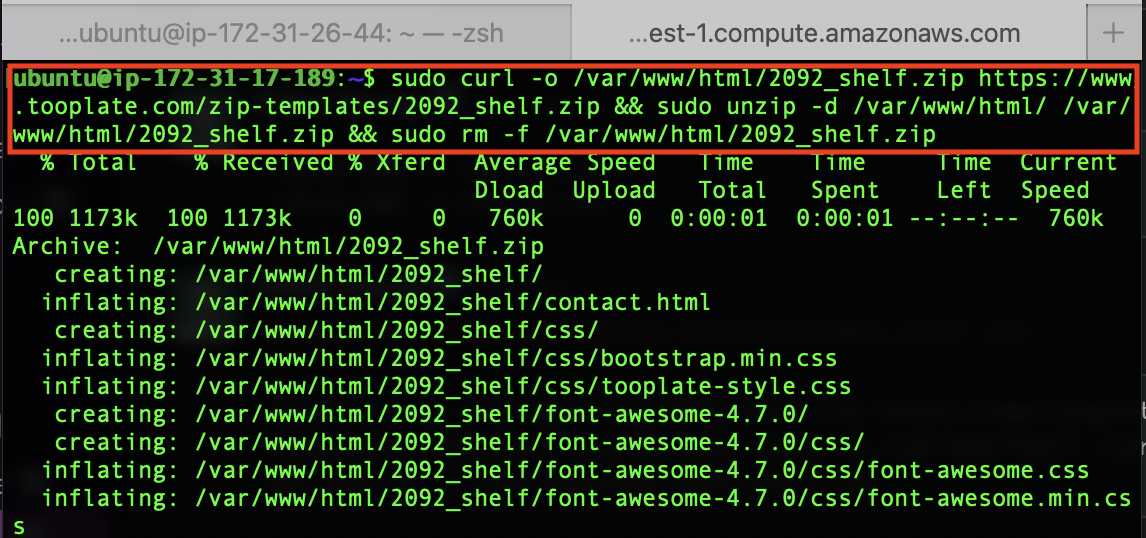 ...ubuntu@ip-172-31-26-44: ~ — -zsh
...est-1.compute.amazonaws.com
+
ubuntu@ip-172-31-17-189:~$ sudo curl -o /var/www/html/2092_shelf.zip https://www
.tooplate.com/zip-templates/2092_shelf.zip && sudo unzip -d /var/www/html/ /var/
www/html/2092_shelf.zip && sudo rm -f /var/www/html/2092_shelf.zip
  % Total    % Received % Xferd  Average Speed   Time    Time     Time  Current
                                 Dload  Upload   Total   Spent    Left  Speed
100 1173k  100 1173k    0     0   760k      0  0:00:01  0:00:01 --:--:--  760k
Archive:  /var/www/html/2092_shelf.zip
   creating: /var/www/html/2092_shelf/
  inflating: /var/www/html/2092_shelf/contact.html
   creating: /var/www/html/2092_shelf/css/
  inflating: /var/www/html/2092_shelf/css/bootstrap.min.css
  inflating: /var/www/html/2092_shelf/css/tooplate-style.css
   creating: /var/www/html/2092_shelf/font-awesome-4.7.0/
   creating: /var/www/html/2092_shelf/font-awesome-4.7.0/css/
  inflating: /var/www/html/2092_shelf/font-awesome-4.7.0/css/font-awesome.css
  inflating: /var/www/html/2092_shelf/font-awesome-4.7.0/css/font-awesome.min.cs
s